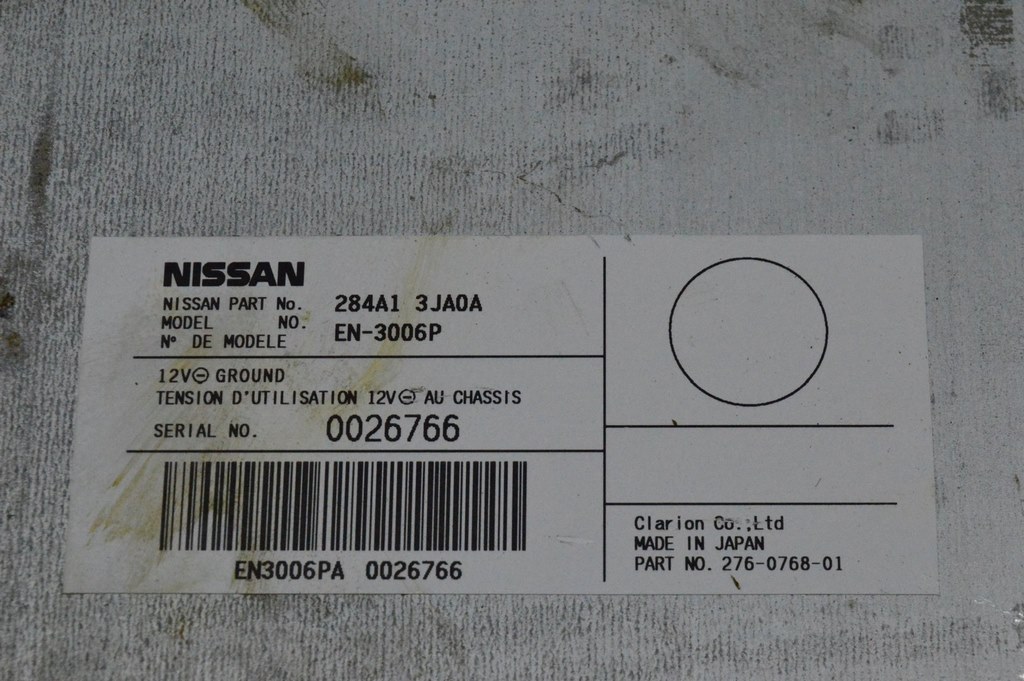 NISSAN
NISSAN PART No. 284A1 3JA0A
MODEL NO.
N° DE MODELE EN-3006P
12V⊖ GROUND
TENSION D'UTILISATION 12V⊖ AU CHASSIS
SERIAL NO. 0026766
EN3006PA 0026766
Clarion Co.,Ltd
MADE IN JAPAN
PART NO. 276-0768-01